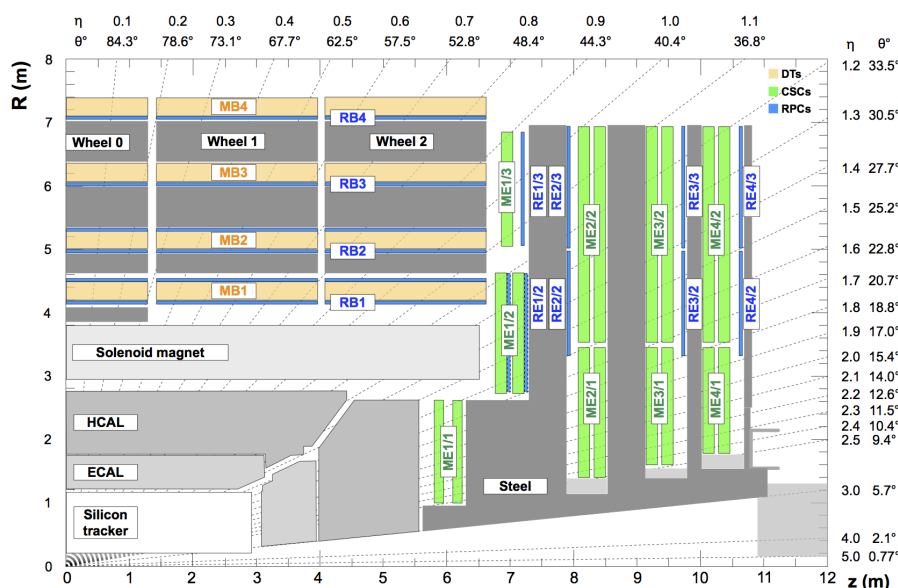 η 0.1 0.2 0.3 0.4 0.5 0.6 0.7 0.8 0.9 1.0 1.1
θ° 84.3° 78.6° 73.1° 67.7° 62.5° 57.5° 52.8° 48.4° 44.3° 40.4° 36.8° η θ°
R (m)
8
7
6
5
4
3
2
1
0
1.2 33.5°
1.3 30.5°
1.4 27.7°
1.5 25.2°
1.6 22.8°
1.7 20.7°
1.8 18.8°
1.9 17.0°
2.0 15.4°
2.1 14.0°
2.2 12.6°
2.3 11.5°
2.4 10.4°
2.5 9.4°
3.0 5.7°
4.0 2.1°
5.0 0.77°
DTs
CSCs
RPCs
MB4
RB4
Wheel 0 Wheel 1 Wheel 2
MB3
RB3
MB2
RB2
MB1
RB1
Solenoid magnet
HCAL
ECAL
Silicon
tracker
Steel
ME1/3
RE1/3
RE2/3
ME2/2
ME3/2
RE3/3
ME4/2
RE4/3
ME1/2
RE1/2
RE2/2
RE3/2
RE4/2
ME1/1
ME2/1
ME3/1
ME4/1
0 1 2 3 4 5 6 7 8 9 10 11 12
z (m)